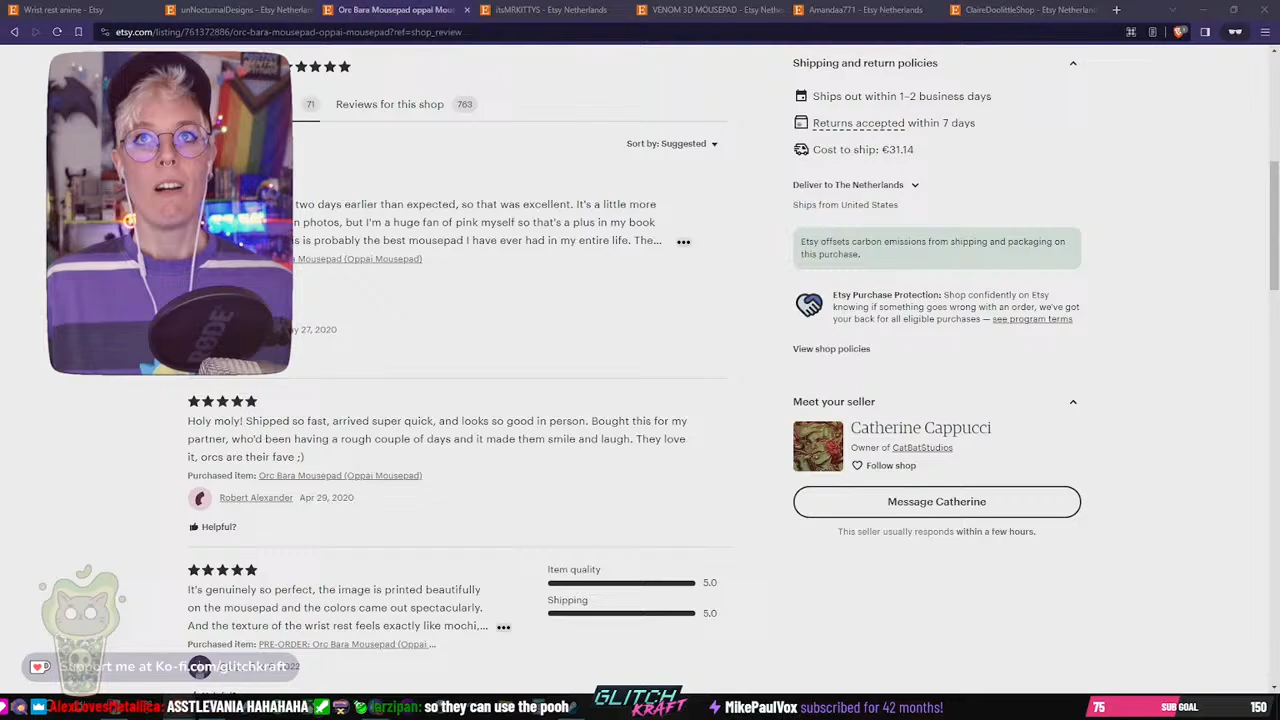 Wrist rest anime - Etsy
unNocturnalDesigns - Etsy Netherl
Orc Bara Mousepad oppai Mous
itsMRKITTYS - Etsy Netherlands
VENOM 3D MOUSEPAD - Etsy Neth
Amandaa771 - Etsy Netherlands
ClaireDoolittleShop - Etsy Netherlan
etsy.com/listing/761372886/orc-bara-mousepad-oppai-mousepad?ref=shop_review...
71 Reviews for this shop 763
Sort by: Suggested
two days earlier than expected, so that was excellent. It's a little more
n photos, but I'm a huge fan of pink myself so that's a plus in my book
is is probably the best mousepad I have ever had in my entire life. The...
a Mousepad (Oppai Mousepad)
y 27, 2020
Holy moly! Shipped so fast, arrived super quick, and looks so good in person. Bought this for my
partner, who'd been having a rough couple of days and it made them smile and laugh. They love
it, orcs are their fave ;)
Purchased item: Orc Bara Mousepad (Oppai Mousepad)
Robert Alexander Apr 29, 2020
Helpful?
It's genuinely so perfect, the image is printed beautifully
on the mousepad and the colors came out spectacularly.
And the texture of the wrist rest feels exactly like mochi,...
Purchased item: PRE-ORDER: Orc Bara Mousepad (Oppai ...
Item quality 5.0
Shipping 5.0
Shipping and return policies
Ships out within 1–2 business days
Returns accepted within 7 days
Cost to ship: €31.14
Deliver to The Netherlands
Ships from United States
Etsy offsets carbon emissions from shipping and packaging on
this purchase.
Etsy Purchase Protection: Shop confidently on Etsy
knowing if something goes wrong with an order, we've got
your back for all eligible purchases — see program terms
View shop policies
Meet your seller
Catherine Cappucci
Owner of CatBatStudios
Follow shop
Message Catherine
This seller usually responds within a few hours.
RODE
Support me at Ko-fi.com/glitchkraft
AlexLovesMetallica: ASSTLEVANIA HAHAHAHA
arzipan: so they can use the pooh
GLITCH
KRAFT
MikePaulVox subscribed for 42 months!
75 SUB GOAL 150